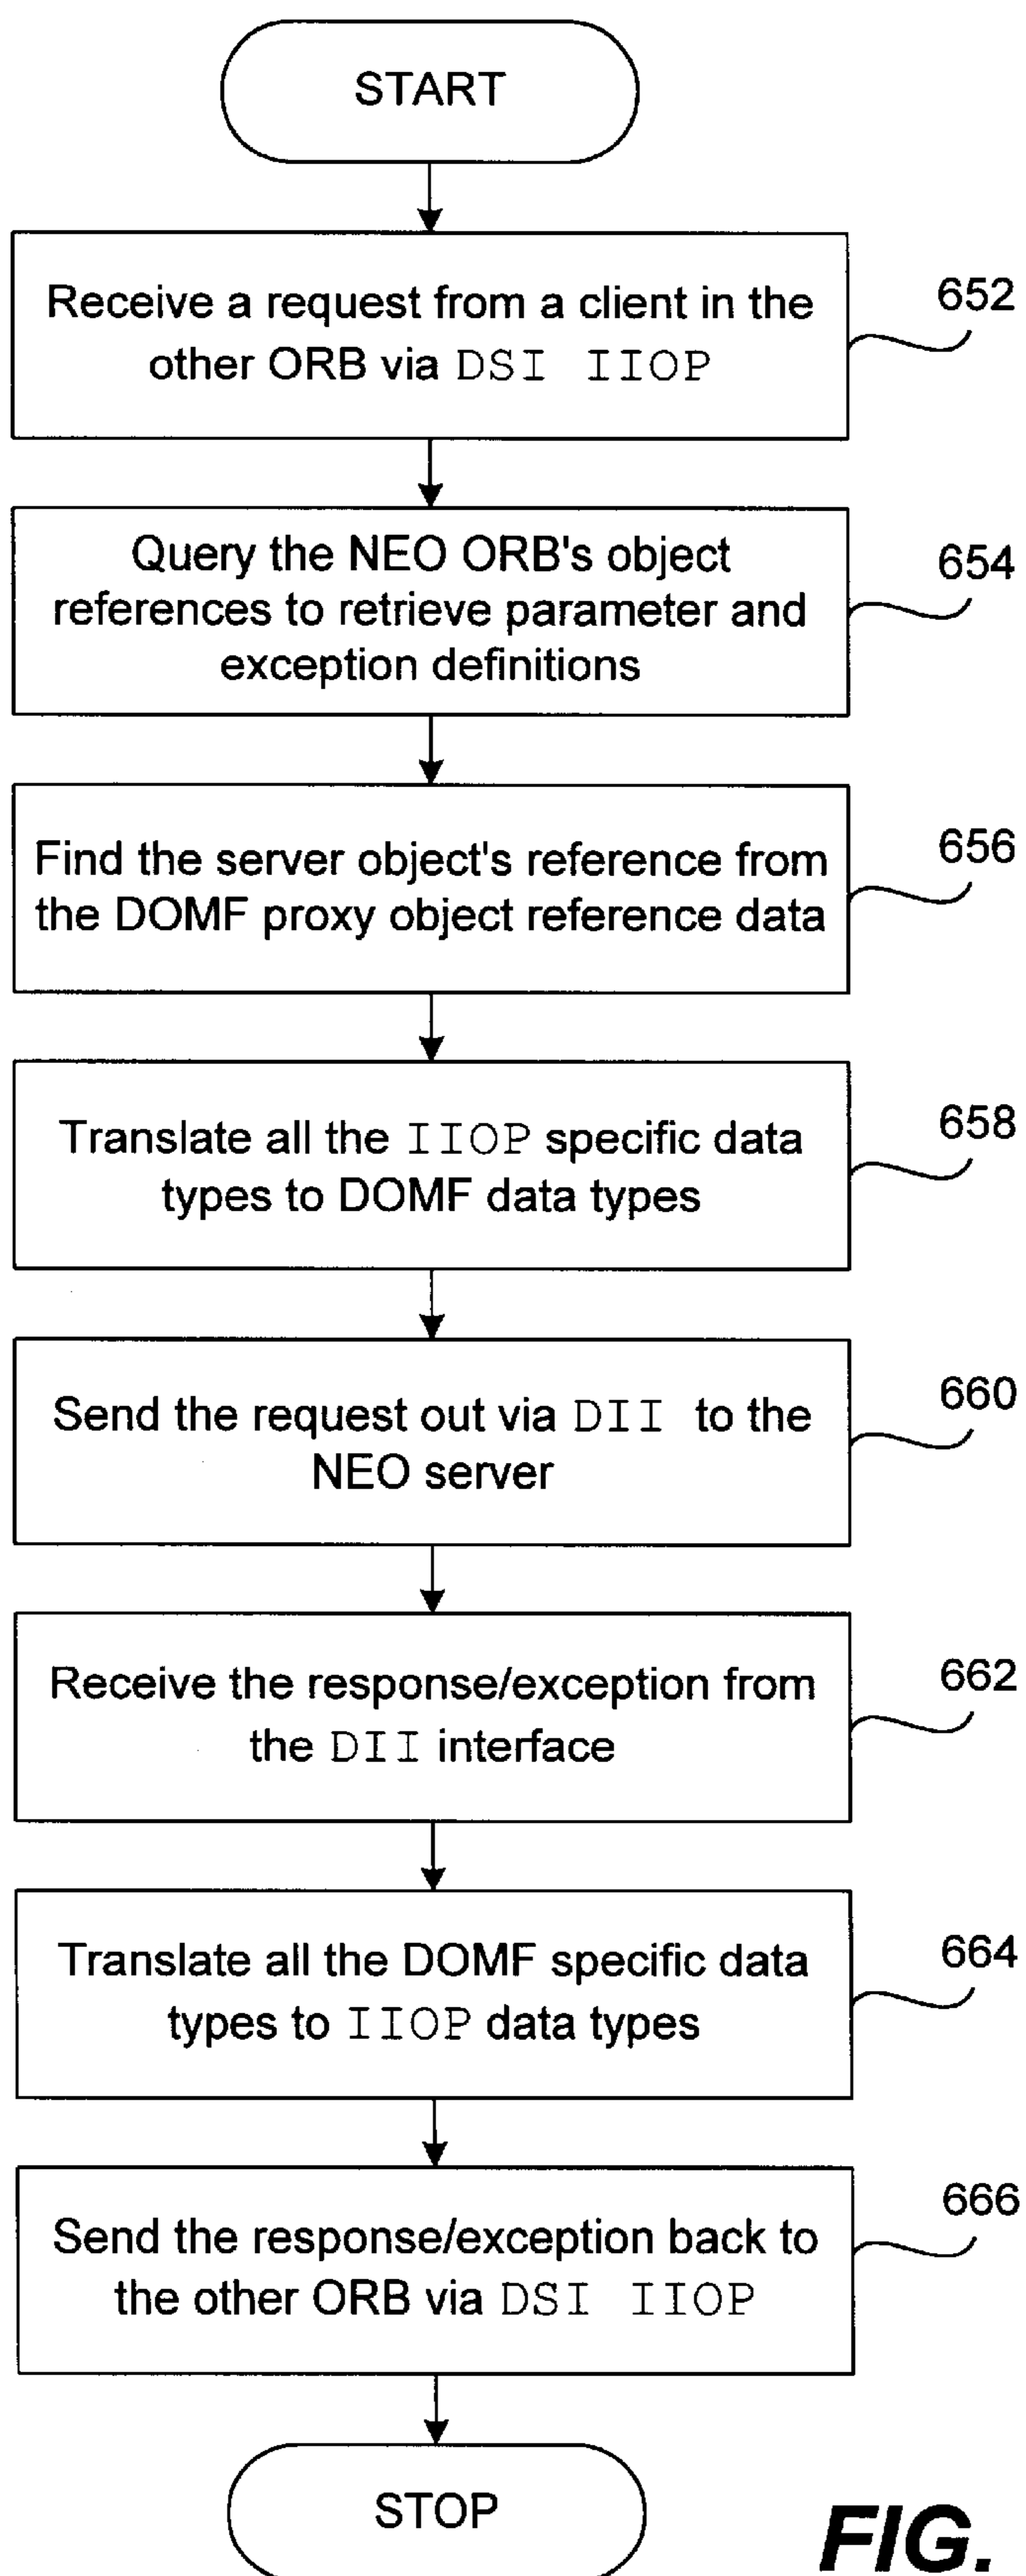 START
Receive a request from a client in the
other ORB via DSI IIOP
652
Query the NEO ORB's object
references to retrieve parameter and
exception definitions
654
Find the server object's reference from
the DOMF proxy object reference data
656
Translate all the IIOP specific data
types to DOMF data types
658
Send the request out via DII to the
NEO server
660
Receive the response/exception from
the DII interface
662
Translate all the DOMF specific data
types to IIOP data types
664
Send the response/exception back to
the other ORB via DSI IIOP
666
STOP
FIG.